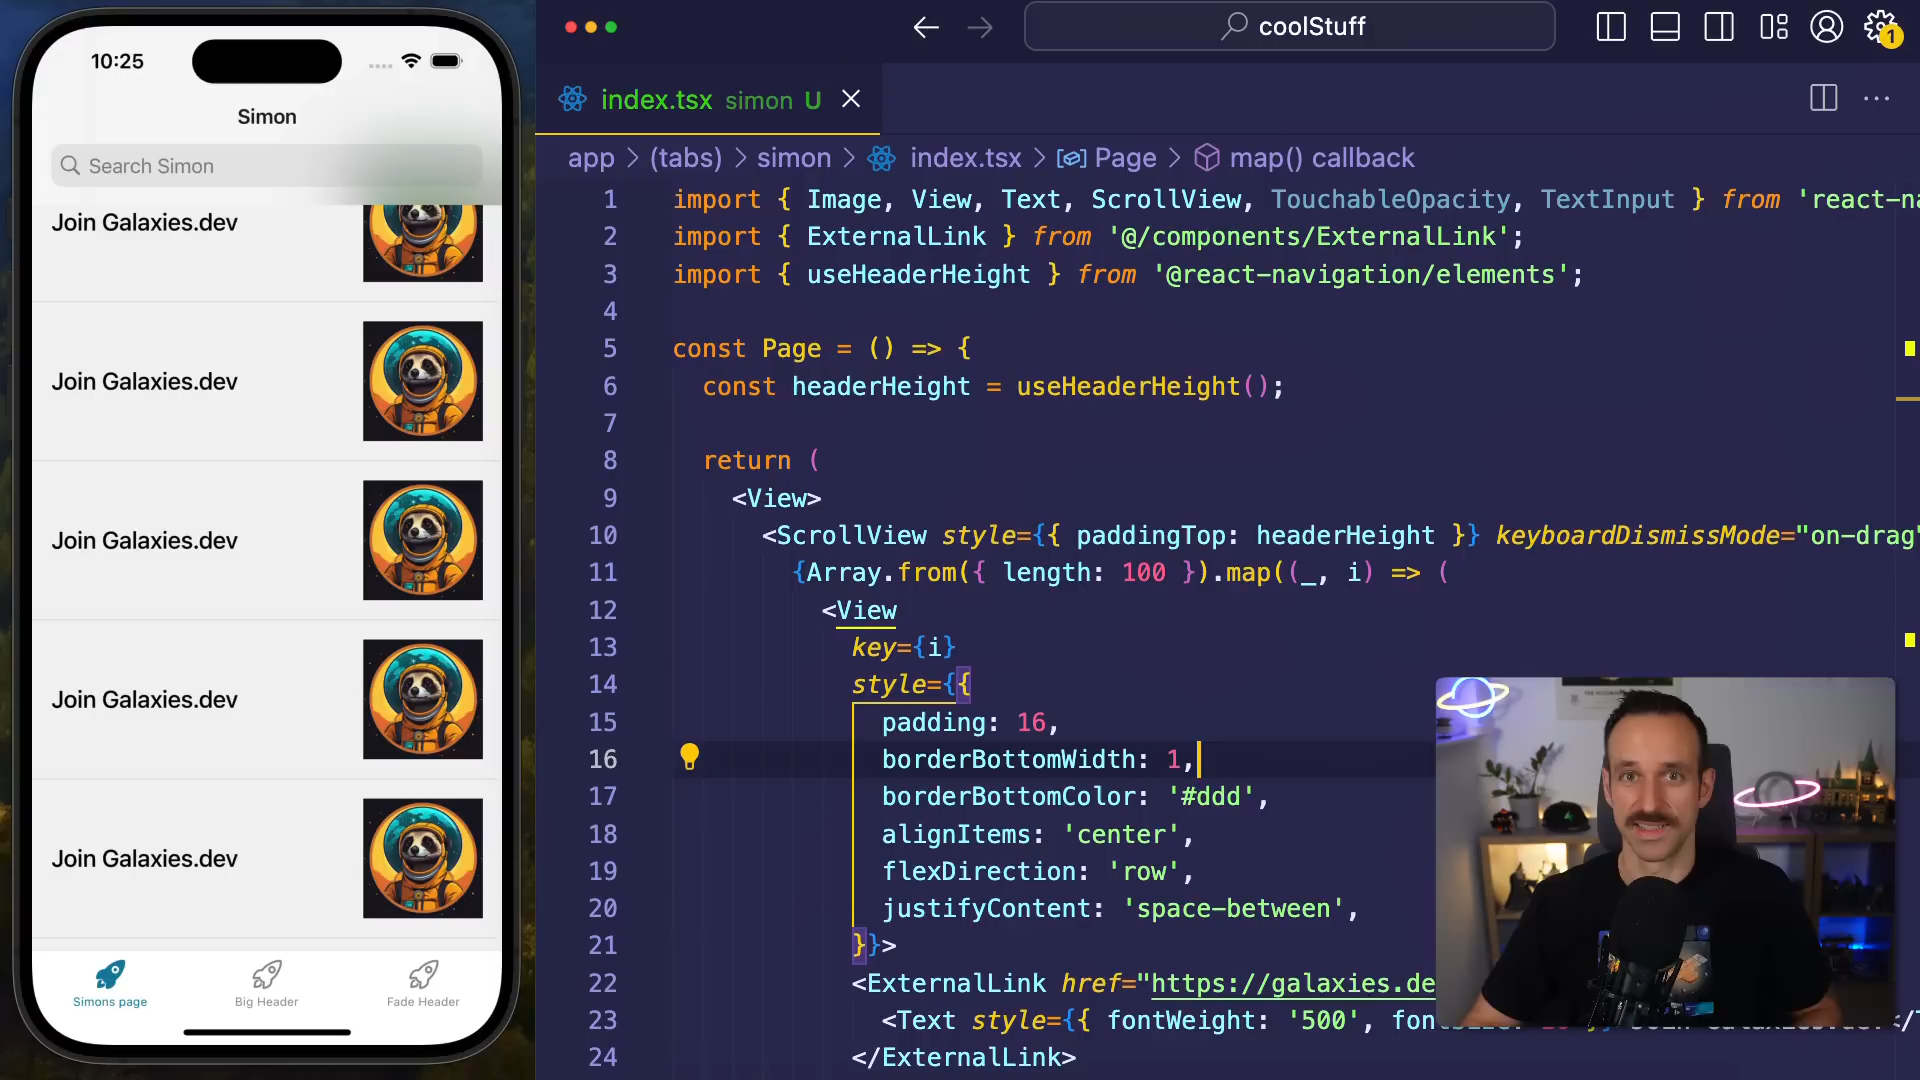 10:25
Simon
Search Simon
Join Galaxies.dev
Join Galaxies.dev
Join Galaxies.dev
Join Galaxies.dev
Join Galaxies.dev
Simons page
Big Header
Fade Header
coolStuff
1
index.tsx simon U
app > (tabs) > simon > index.tsx > Page > map() callback
1 import { Image, View, Text, ScrollView, TouchableOpacity, TextInput } from 'react-na
2 import { ExternalLink } from '@/components/ExternalLink';
3 import { useHeaderHeight } from '@react-navigation/elements';
4
5 const Page = () => {
6 const headerHeight = useHeaderHeight();
7
8 return (
9 <View>
10 <ScrollView style={{ paddingTop: headerHeight }} keyboardDismissMode="on-drag"
11 {Array.from({ length: 100 }).map((_, i) => (
12 <View
13 key={i}
14 style={{
15 padding: 16,
16 borderBottomWidth: 1,
17 borderBottomColor: '#ddd',
18 alignItems: 'center',
19 flexDirection: 'row',
20 justifyContent: 'space-between',
21 }}>
22 <ExternalLink href="https://galaxies.de
23 <Text style={{ fontWeight: '500',
24 </ExternalLink>